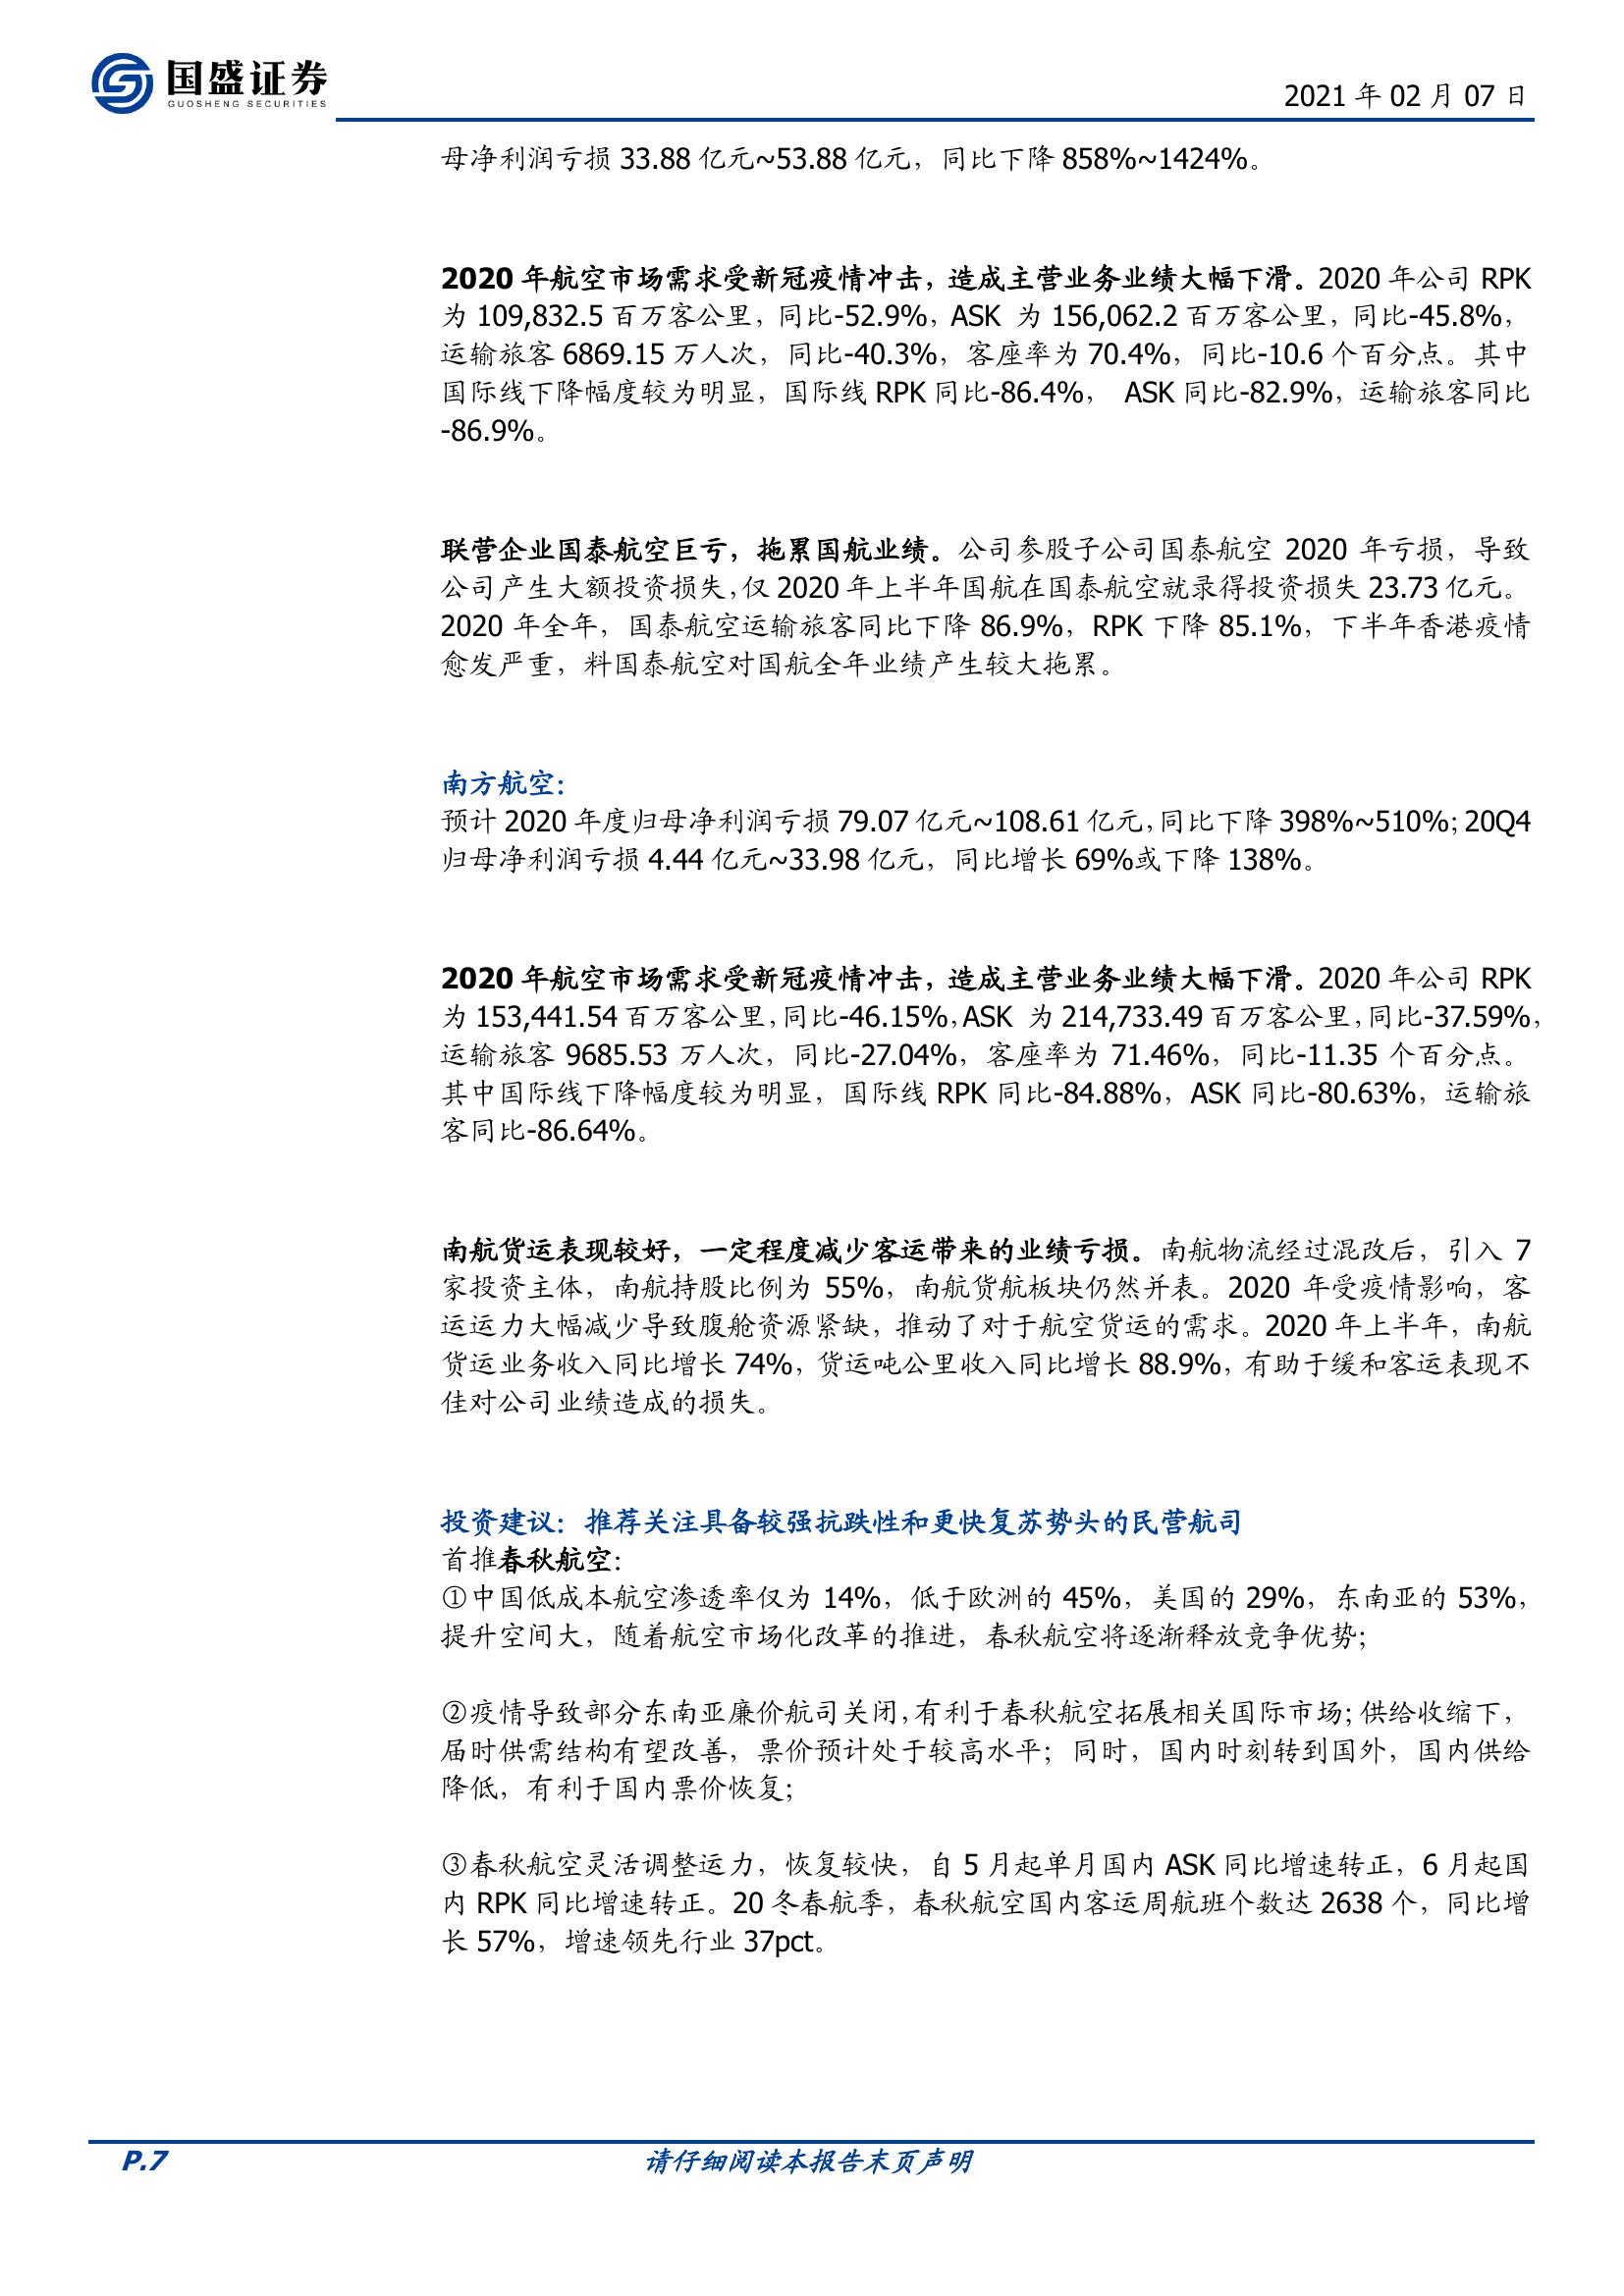 国盛证券
GUOSHENG SECURITIES
2021 年 02 月 07 日
母净利润亏损 33.88 亿元~53.88 亿元，同比下降 858%~1424%。
2020 年航空市场需求受新冠疫情冲击，造成主营业务业绩大幅下滑。2020 年公司 RPK
为 109,832.5 百万客公里，同比-52.9%，ASK 为 156,062.2 百万客公里，同比-45.8%，
运输旅客 6869.15 万人次，同比-40.3%，客座率为 70.4%，同比-10.6 个百分点。其中
国际线下降幅度较为明显，国际线 RPK 同比-86.4%， ASK 同比-82.9%，运输旅客同比
-86.9%。
联营企业国泰航空巨亏，拖累国航业绩。公司参股子公司国泰航空 2020 年亏损，导致
公司产生大额投资损失，仅 2020 年上半年国航在国泰航空就录得投资损失 23.73 亿元。
2020 年全年，国泰航空运输旅客同比下降 86.9%，RPK 下降 85.1%，下半年香港疫情
愈发严重，料国泰航空对国航全年业绩产生较大拖累。
南方航空：
预计 2020 年度归母净利润亏损 79.07 亿元~108.61 亿元，同比下降 398%~510%；20Q4
归母净利润亏损 4.44 亿元~33.98 亿元，同比增长 69%或下降 138%。
2020 年航空市场需求受新冠疫情冲击，造成主营业务业绩大幅下滑。2020 年公司 RPK
为 153,441.54 百万客公里，同比-46.15%，ASK 为 214,733.49 百万客公里，同比-37.59%，
运输旅客 9685.53 万人次，同比-27.04%，客座率为 71.46%，同比-11.35 个百分点。
其中国际线下降幅度较为明显，国际线 RPK 同比-84.88%，ASK 同比-80.63%，运输旅
客同比-86.64%。
南航货运表现较好，一定程度减少客运带来的业绩亏损。南航物流经过混改后，引入 7
家投资主体，南航持股比例为 55%，南航货航板块仍然并表。2020 年受疫情影响，客
运运力大幅减少导致腹舱资源紧缺，推动了对于航空货运的需求。2020 年上半年，南航
货运业务收入同比增长 74%，货运吨公里收入同比增长 88.9%，有助于缓和客运表现不
佳对公司业绩造成的损失。
投资建议：推荐关注具备较强抗跌性和更快复苏势头的民营航司
首推春秋航空：
①中国低成本航空渗透率仅为 14%，低于欧洲的 45%，美国的 29%，东南亚的 53%，
提升空间大，随着航空市场化改革的推进，春秋航空将逐渐释放竞争优势；
②疫情导致部分东南亚廉价航司关闭，有利于春秋航空拓展相关国际市场；供给收缩下，
届时供需结构有望改善，票价预计处于较高水平；同时，国内时刻转到国外，国内供给
降低，有利于国内票价恢复；
③春秋航空灵活调整运力，恢复较快，自 5 月起单月国内 ASK 同比增速转正，6 月起国
内 RPK 同比增速转正。20 冬春航季，春秋航空国内客运周航班个数达 2638 个，同比增
长 57%，增速领先行业 37pct。
P.7
请仔细阅读本报告末页声明